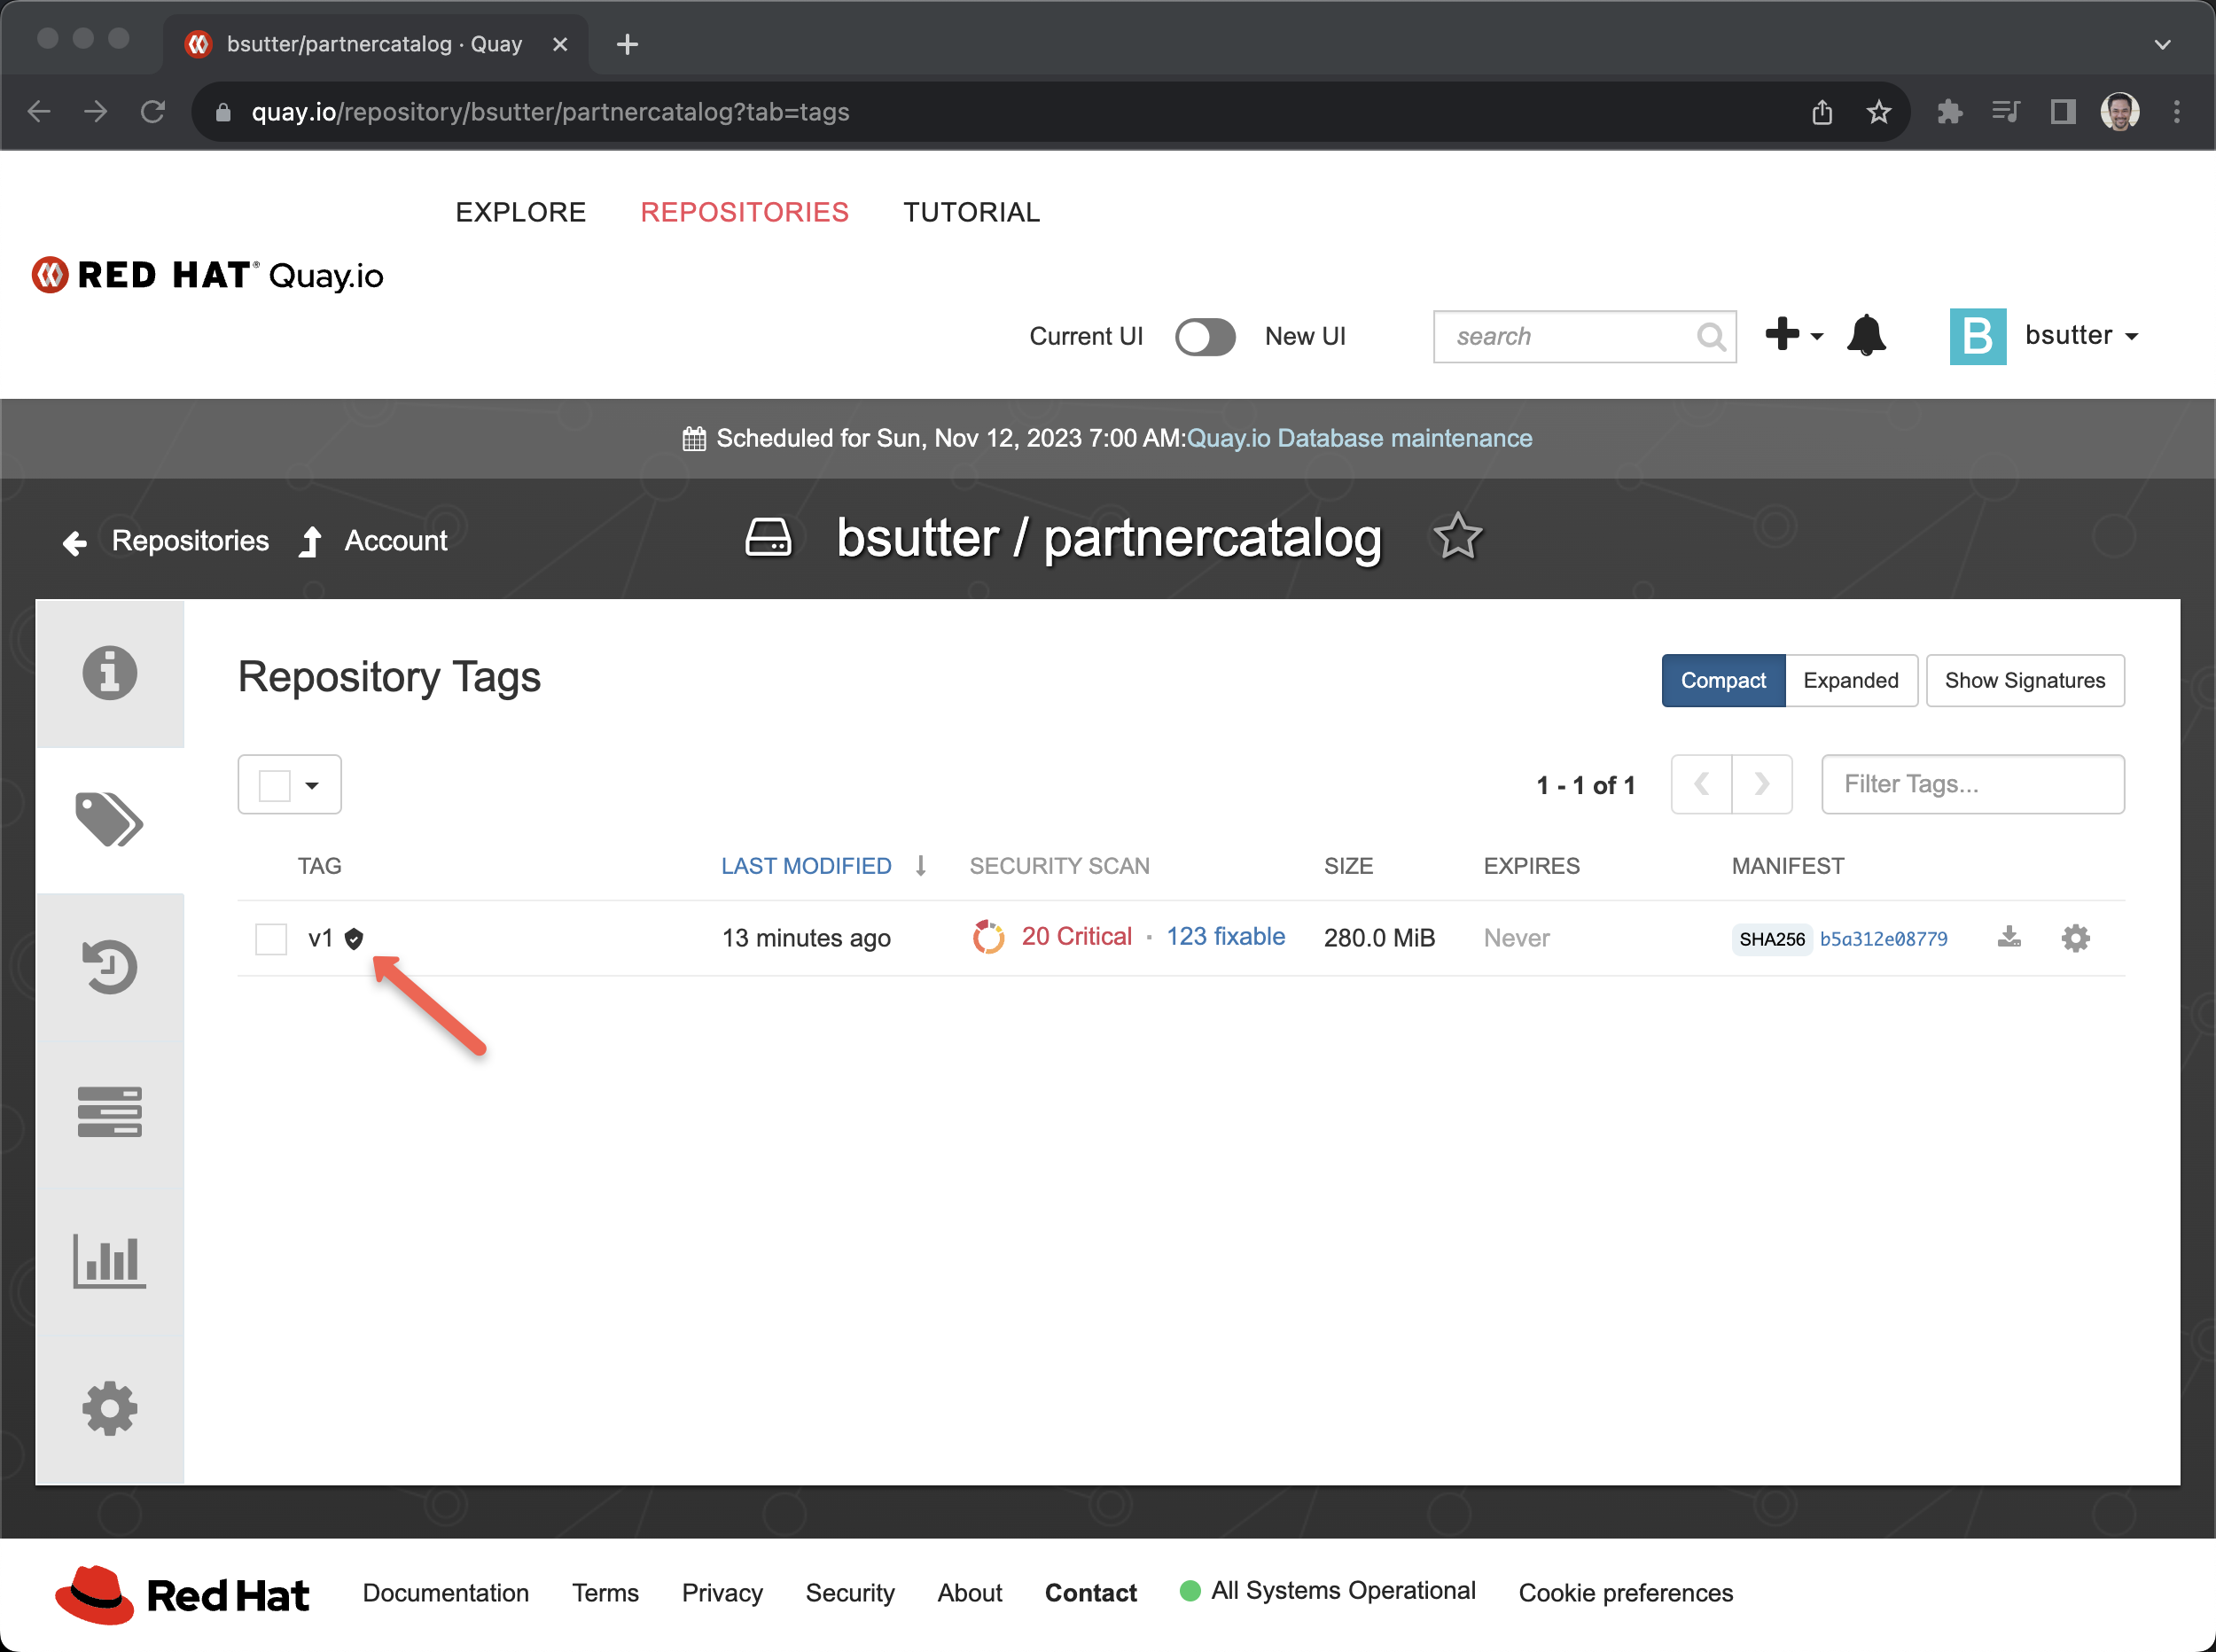 bsutter/partnercatalog · Quay
quay.io/repository/bsutter/partnercatalog?tab=tags
EXPLORE REPOSITORIES TUTORIAL
RED HAT® Quay.io
Current UI New UI search B bsutter
Scheduled for Sun, Nov 12, 2023 7:00 AM:Quay.io Database maintenance
Repositories Account bsutter / partnercatalog
Repository Tags Compact Expanded Show Signatures
1 - 1 of 1 Filter Tags...
TAG LAST MODIFIED SECURITY SCAN SIZE EXPIRES MANIFEST
v1 13 minutes ago 20 Critical · 123 fixable 280.0 MiB Never SHA256 b5a312e08779
Red Hat Documentation Terms Privacy Security About Contact All Systems Operational Cookie preferences